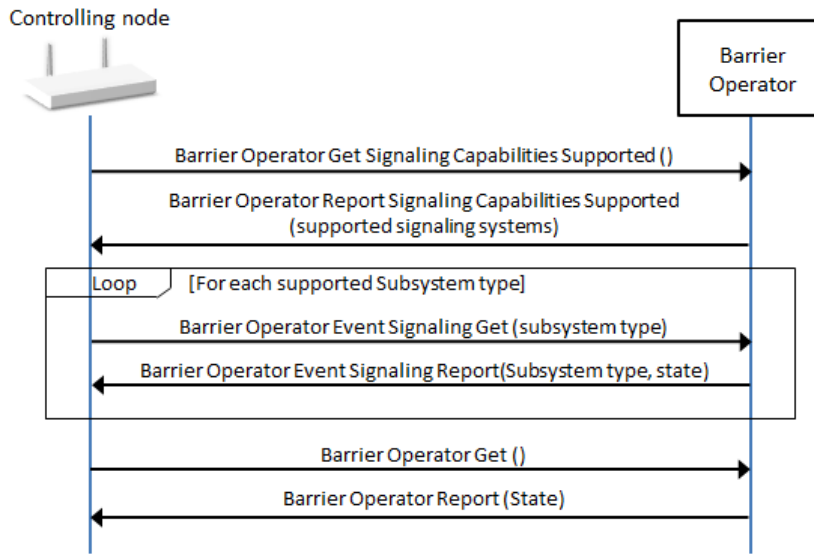 Controlling node
Barrier
Operator
Barrier Operator Get Signaling Capabilities Supported ()
Barrier Operator Report Signaling Capabilities Supported
(supported signaling systems)
Loop
[For each supported Subsystem type]
Barrier Operator Event Signaling Get (subsystem type)
Barrier Operator Event Signaling Report(Subsystem type, state)
Barrier Operator Get ()
Barrier Operator Report (State)